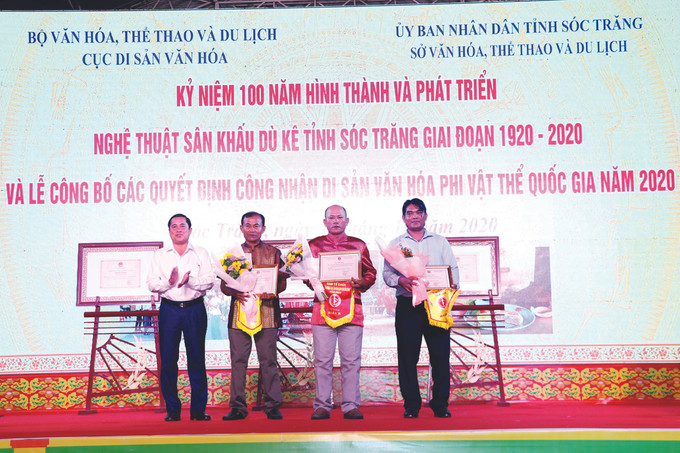 BỘ VĂN HÓA, THỂ THAO VÀ DU LỊCH
CỤC DI SẢN VĂN HÓA
ỦY BAN NHÂN DÂN TỈNH SÓC TRĂNG
SỞ VĂN HÓA, THỂ THAO VÀ DU LỊCH
KỶ NIỆM 100 NĂM HÌNH THÀNH VÀ PHÁT TRIỂN
NGHỆ THUẬT SÂN KHẤU DÙ KÊ TỈNH SÓC TRĂNG GIAI ĐOẠN 1920 - 2020
VÀ LỄ CÔNG BỐ CÁC QUYẾT ĐỊNH CÔNG NHẬN DI SẢN VĂN HÓA PHI VẬT THỂ QUỐC GIA NĂM 2020
2020